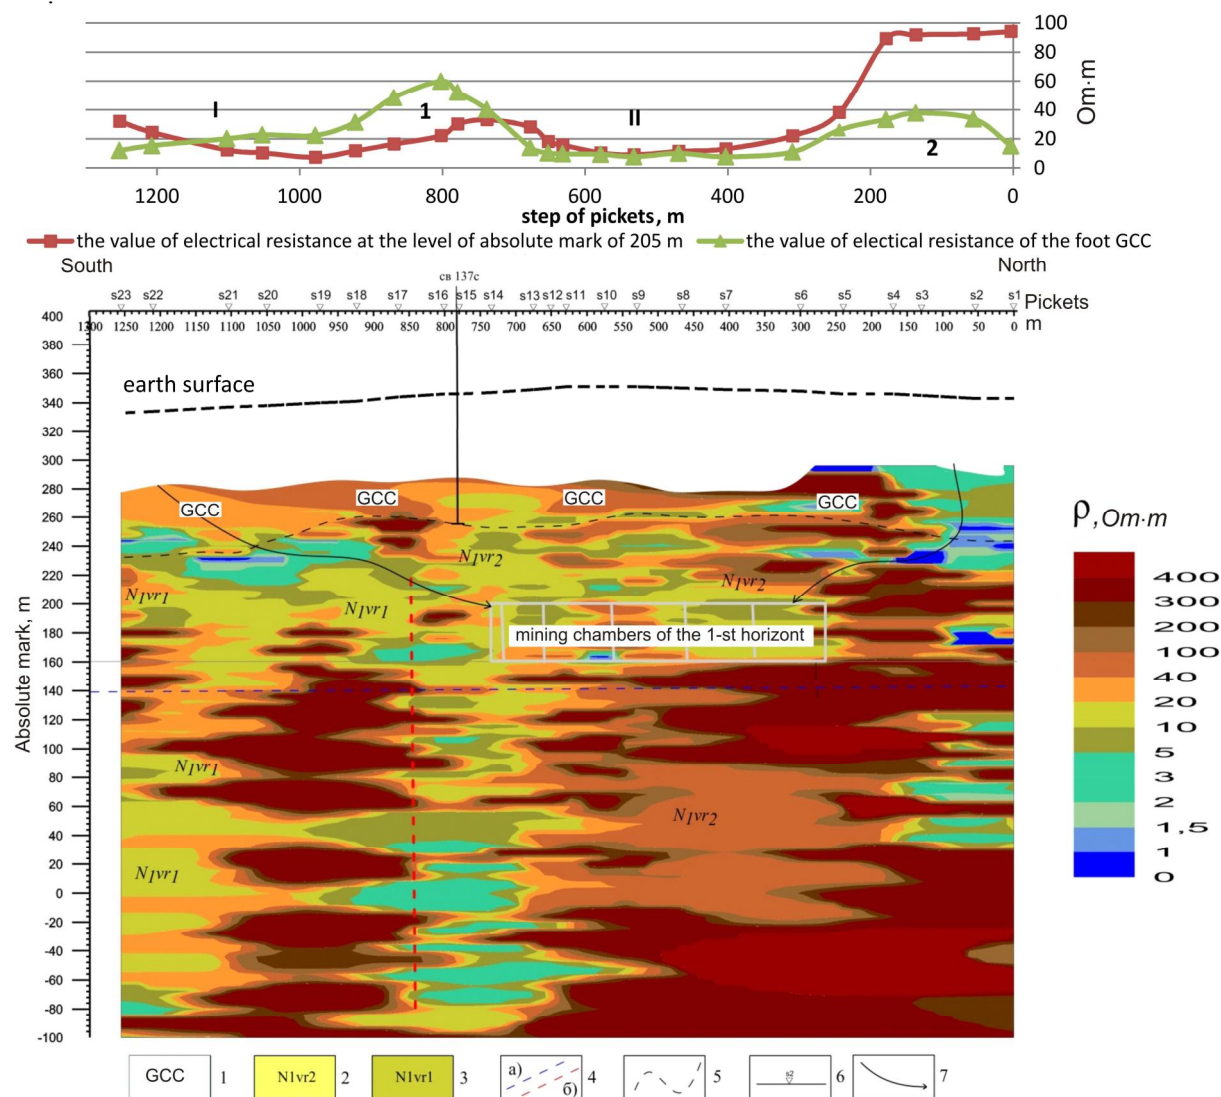 100
80
60
40
20
0
Om·m
I
1
II
2
1200 1000 800 600 400 200 0
step of pickets, m
the value of electrical resistance at the level of absolute mark of 205 m
the value of electical resistance of the foot GCC
South
North
св 137с
s23 s22 s21 s20 s19 s18 s17 s16 s15 s14 s13 s12 s11 s10 s9 s8 s7 s6 s5 s4 s3 s2 s1 Pickets
1300 1250 1200 1150 1100 1050 1000 950 900 850 800 750 700 650 600 550 500 450 400 350 300 250 200 150 100 50 0 m
400
380
360
340
320
300
280
260
240
220
200
180
160
140
120
100
80
60
40
20
0
-20
-40
-60
-80
-100
Absolute mark, m
earth surface
GCC
GCC
GCC
GCC
N1vr2
N1vr2
N1vr1
N1vr1
mining chambers of the 1-st horizont
N1vr1
N1vr2
N1vr1
ρ, Om·m
400
300
200
100
40
20
10
5
3
2
1,5
1
0
GCC 1
N1vr2 2
N1vr1 3
а) б) 4
5
s2 6
7